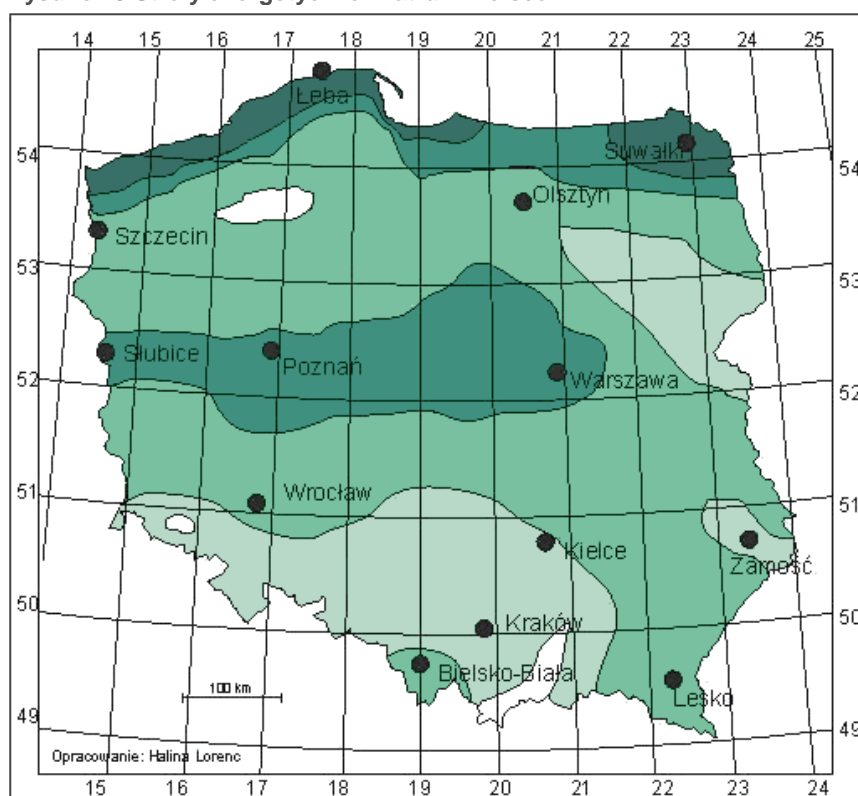 14 15 16 17 18 19 20 21 22 23 24 25
Łeba
54 Suwałki 54
Olsztyn
Szczecin
53 53
Słubice Poznań Warszawa
52 52
Wrocław
51 51
Kielce Zamość
50 50
Kraków
Bielsko-Biała
100 km Lesko
49 49
Opracowanie: Halina Lorenc
15 16 17 18 19 20 21 22 23 24